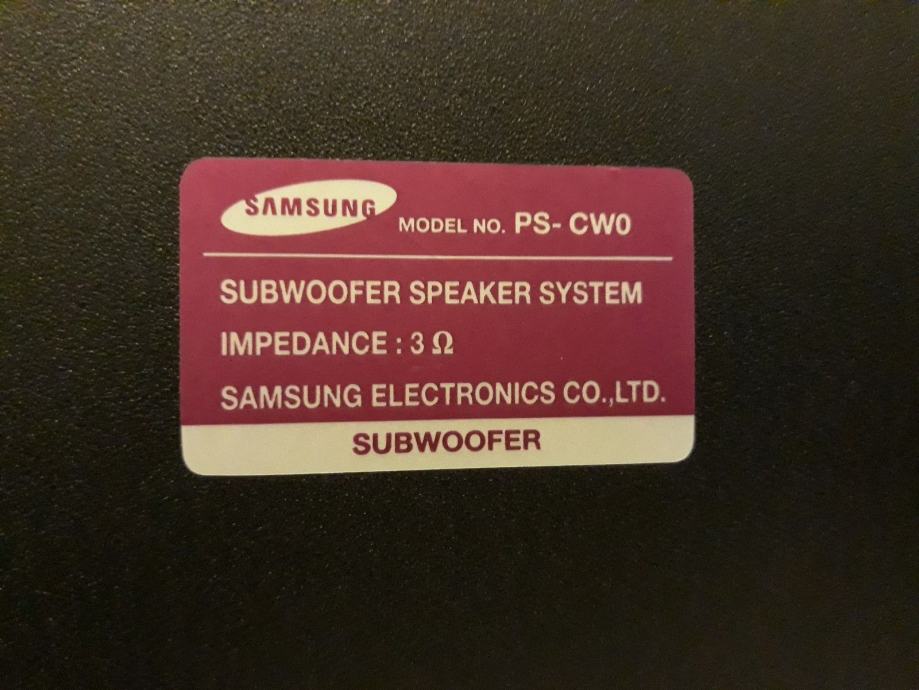 SAMSUNG MODEL NO. PS- CW0
SUBWOOFER SPEAKER SYSTEM
IMPEDANCE : 3 Ω
SAMSUNG ELECTRONICS CO.,LTD.
SUBWOOFER